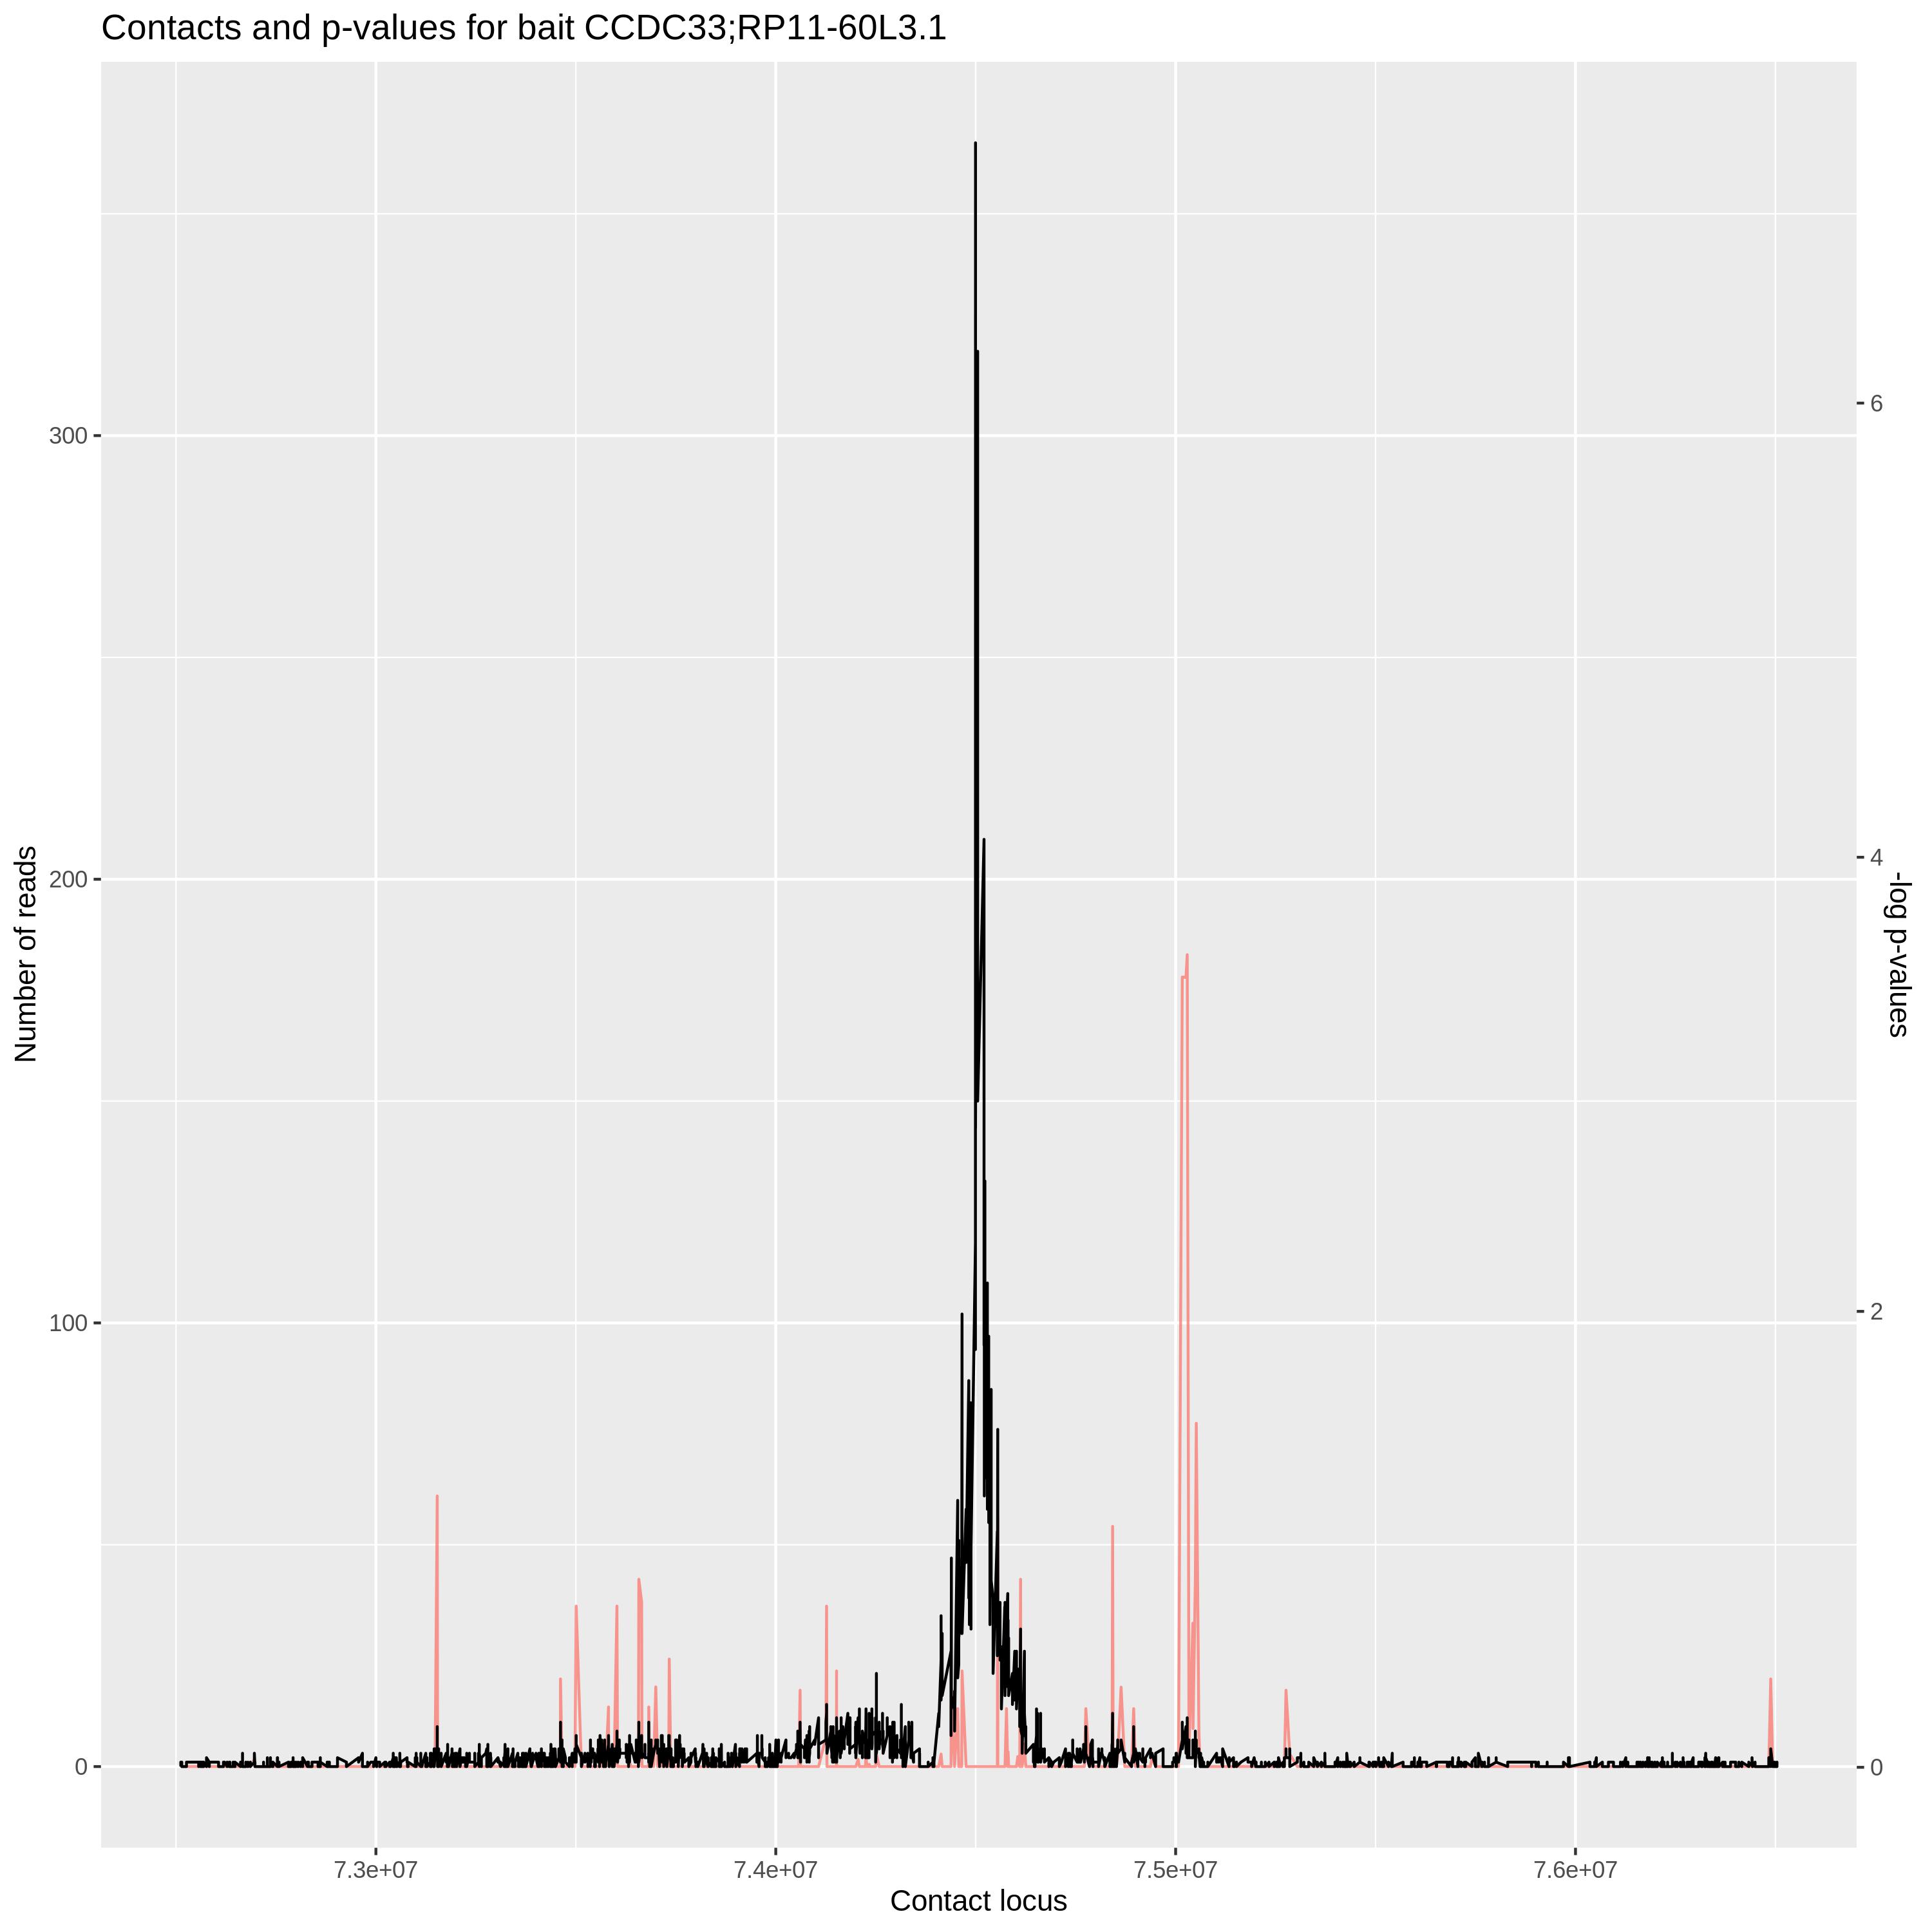 Contacts and p-values for bait CCDC33;RP11-60L3.1
Number of reads
300
200
100
0
6
4
2
0
-log p-values
7.3e+07 7.4e+07 7.5e+07 7.6e+07
Contact locus